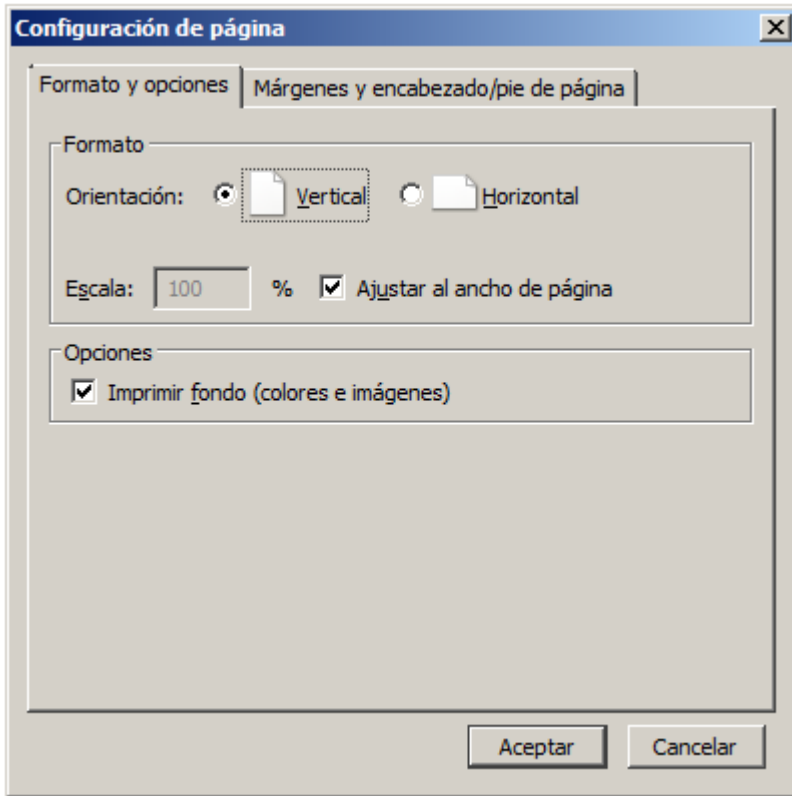 Configuración de página
Formato y opciones Márgenes y encabezado/pie de página
Formato
Orientación: Vertical Horizontal
Escala: 100 % Ajustar al ancho de página
Opciones
Imprimir fondo (colores e imágenes)
Aceptar Cancelar